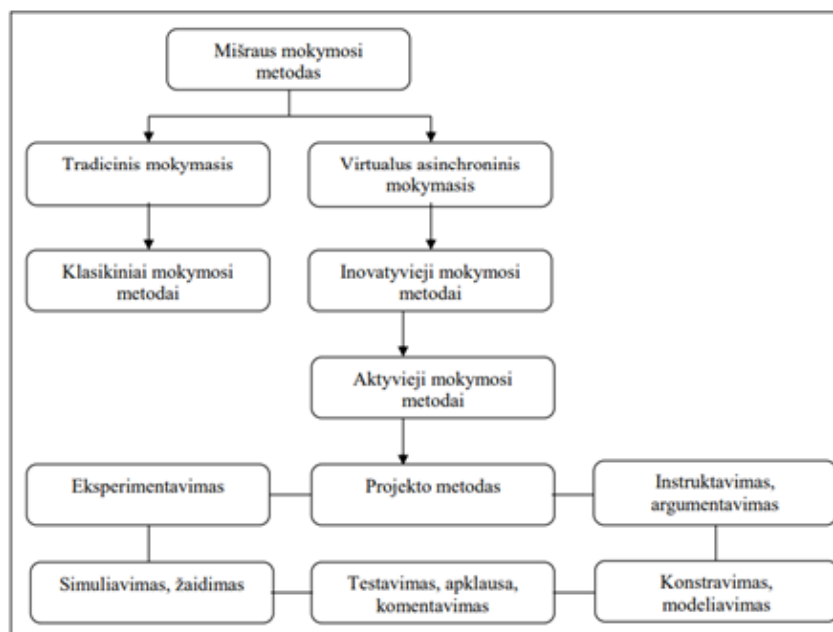 Mišraus mokymosi
metodas
Tradicinis mokymasis
Virtualus asinchroninis
mokymasis
Klasikiniai mokymosi
metodai
Inovatyvieji mokymosi
metodai
Aktyvieji mokymosi
metodai
Eksperimentavimas
Projekto metodas
Instruktavimas,
argumentavimas
Simuliavimas, žaidimas
Testavimas, apklausa,
komentavimas
Konstravimas,
modeliavimas